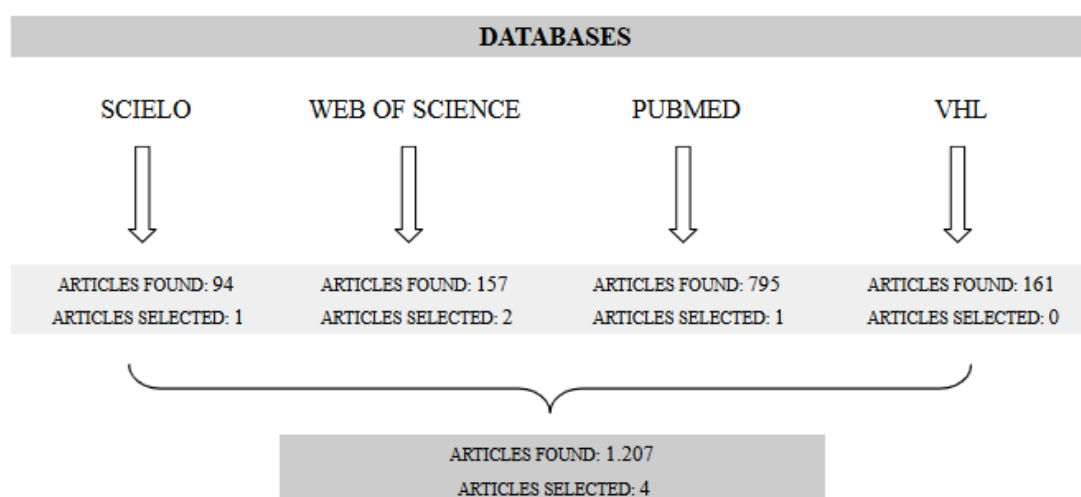 DATABASES
SCIELO WEB OF SCIENCE PUBMED VHL
ARTICLES FOUND: 94 ARTICLES FOUND: 157 ARTICLES FOUND: 795 ARTICLES FOUND: 161
ARTICLES SELECTED: 1 ARTICLES SELECTED: 2 ARTICLES SELECTED: 1 ARTICLES SELECTED: 0
ARTICLES FOUND: 1.207
ARTICLES SELECTED: 4